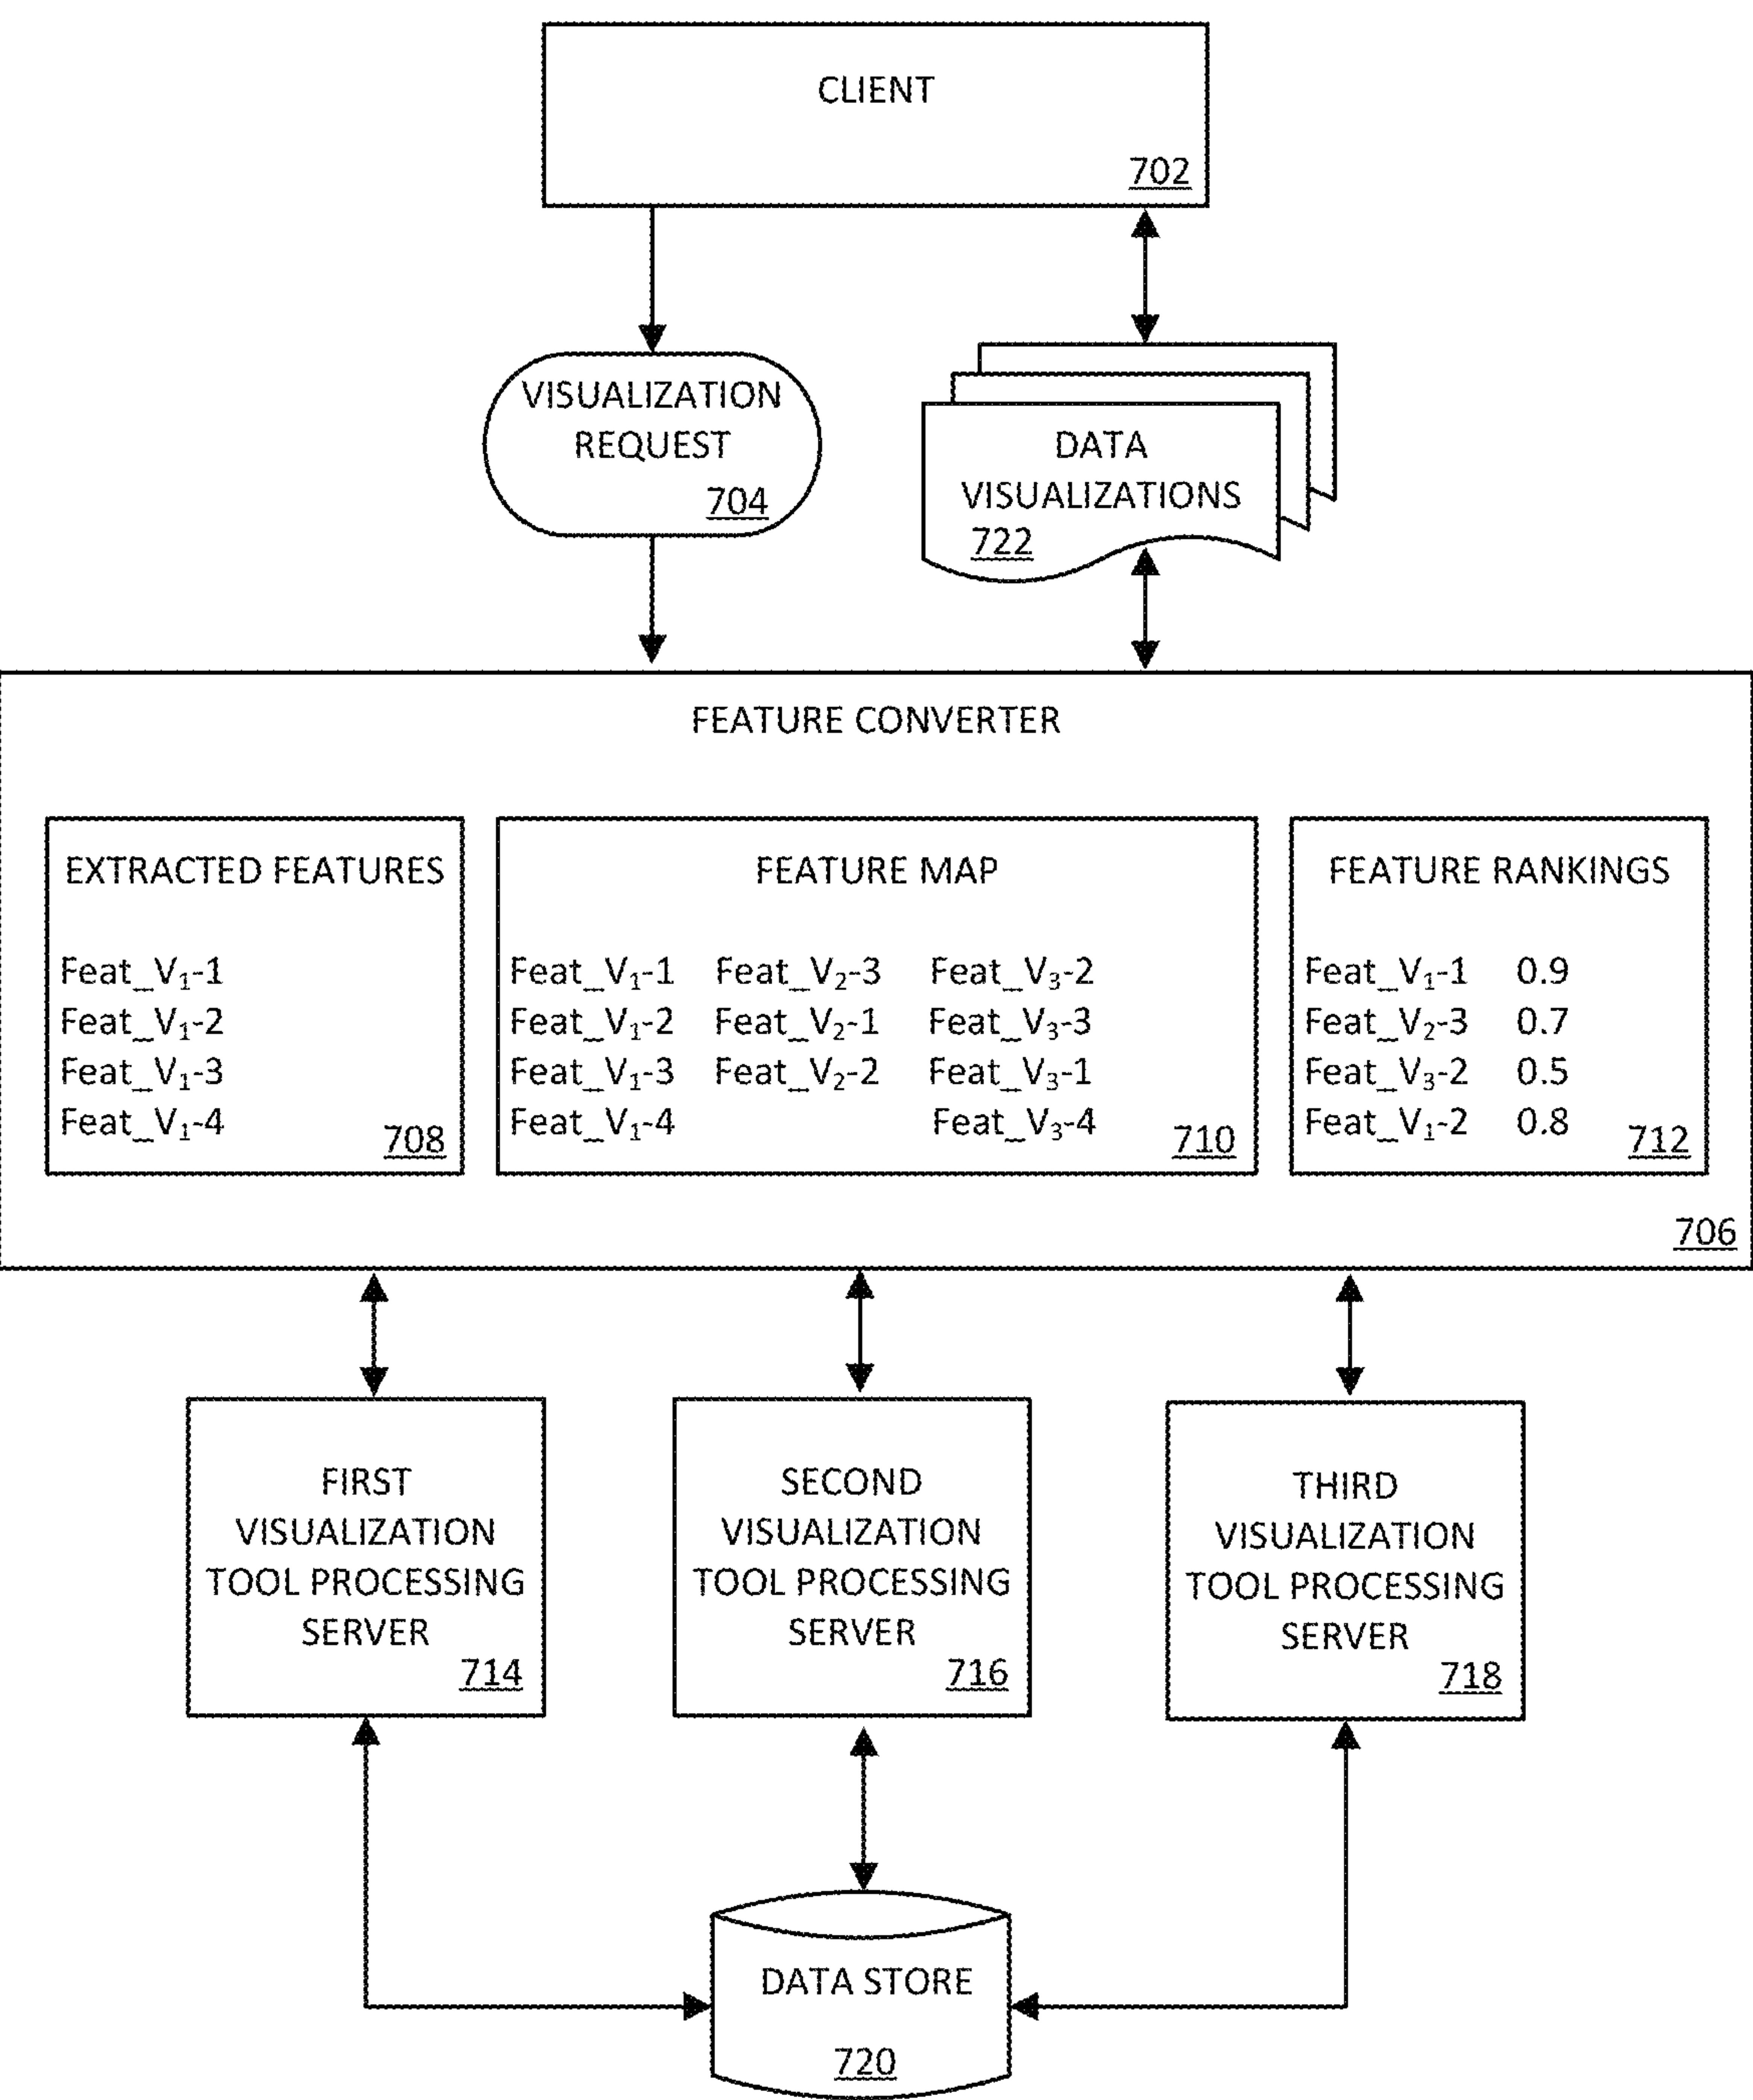 CLIENT
702
VISUALIZATION
REQUEST
704
DATA
VISUALIZATIONS
722
FEATURE CONVERTER
EXTRACTED FEATURES
Feat_V₁-1
Feat_V₁-2
Feat_V₁-3
Feat_V₁-4
708
FEATURE MAP
Feat_V₁-1 Feat_V₂-3 Feat_V₃-2
Feat_V₁-2 Feat_V₂-1 Feat_V₃-3
Feat_V₁-3 Feat_V₂-2 Feat_V₃-1
Feat_V₁-4 Feat_V₃-4
710
FEATURE RANKINGS
Feat_V₁-1 0.9
Feat_V₂-3 0.7
Feat_V₃-2 0.5
Feat_V₁-2 0.8
712
706
FIRST
VISUALIZATION
TOOL PROCESSING
SERVER
714
SECOND
VISUALIZATION
TOOL PROCESSING
SERVER
716
THIRD
VISUALIZATION
TOOL PROCESSING
SERVER
718
DATA STORE
720